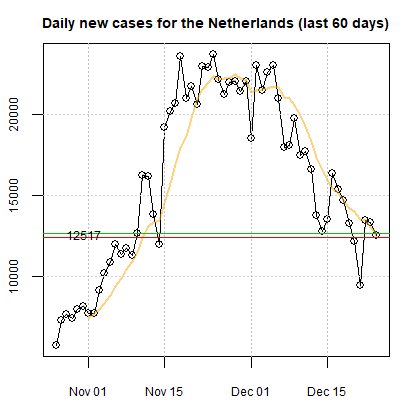 Daily new cases for the Netherlands (last 60 days)
20000
15000
12517
10000
Nov 01 Nov 15 Dec 01 Dec 15